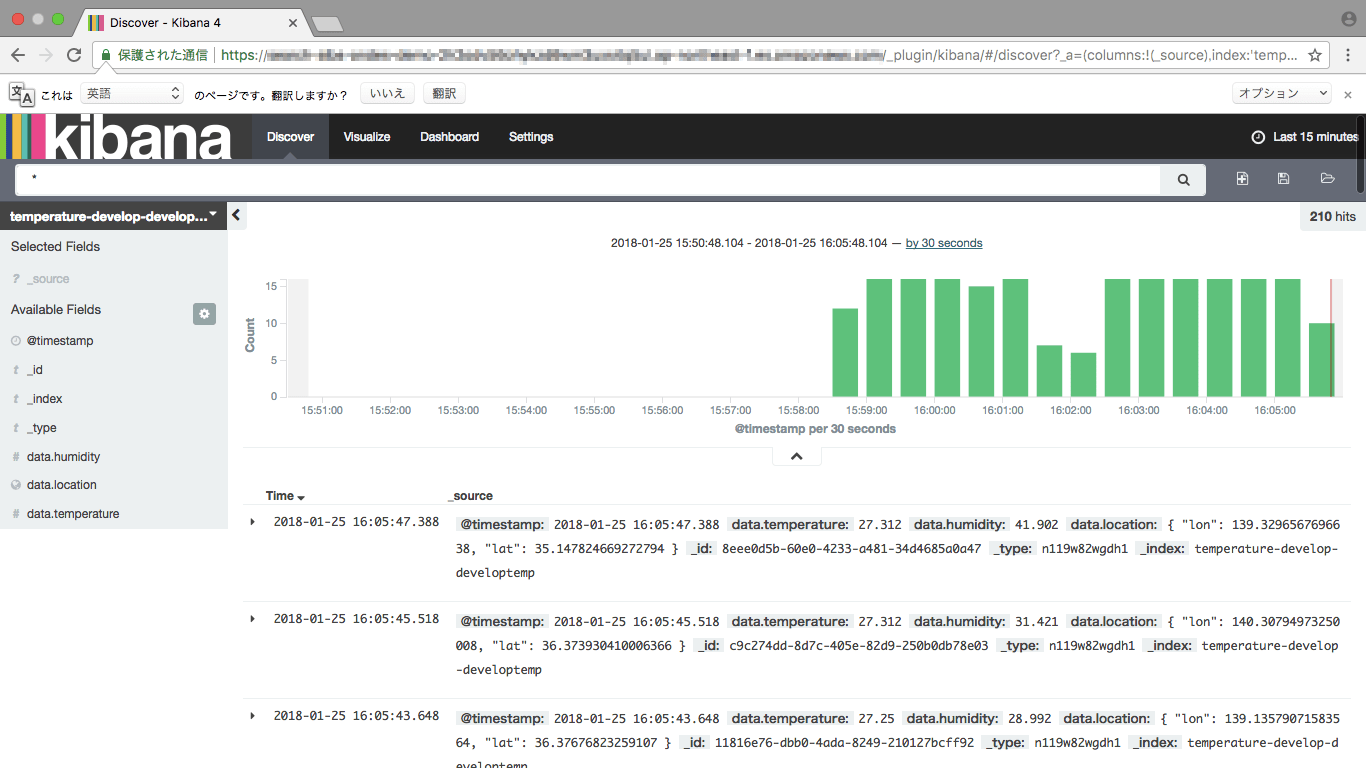 Discover - Kibana 4
保護された通信 https:// /_plugin/kibana/#/discover?_a=(columns:!(_source),index:'temp...
これは 英語 のページです。翻訳しますか? いいえ 翻訳 オプション
kibana Discover Visualize Dashboard Settings Last 15 minutes
*
temperature-develop-develop... 210 hits
Selected Fields
? _source
Available Fields
@timestamp
t _id
t _index
t _type
# data.humidity
data.location
# data.temperature
2018-01-25 15:50:48.104 - 2018-01-25 16:05:48.104 — by 30 seconds
Count
15
10
5
0
15:51:00 15:52:00 15:53:00 15:54:00 15:55:00 15:56:00 15:57:00 15:58:00 15:59:00 16:00:00 16:01:00 16:02:00 16:03:00 16:04:00 16:05:00
@timestamp per 30 seconds
Time _source
2018-01-25 16:05:47.388 @timestamp: 2018-01-25 16:05:47.388 data.temperature: 27.312 data.humidity: 41.902 data.location: { "lon": 139.32965676966
38, "lat": 35.147824669272794 } _id: 8eee0d5b-60e0-4233-a481-34d4685a0a47 _type: n119w82wgdh1 _index: temperature-develop-
developtemp
2018-01-25 16:05:45.518 @timestamp: 2018-01-25 16:05:45.518 data.temperature: 27.312 data.humidity: 31.421 data.location: { "lon": 140.30794973250
008, "lat": 36.373930410006366 } _id: c9c274dd-8d7c-405e-82d9-250b0db78e03 _type: n119w82wgdh1 _index: temperature-develop
-developtemp
2018-01-25 16:05:43.648 @timestamp: 2018-01-25 16:05:43.648 data.temperature: 27.25 data.humidity: 28.992 data.location: { "lon": 139.135790715835
64, "lat": 36.37676823259107 } _id: 11816e76-dbb0-4ada-8249-210127bcff92 _type: n119w82wgdh1 _index: temperature-develop-d
eveloptemp